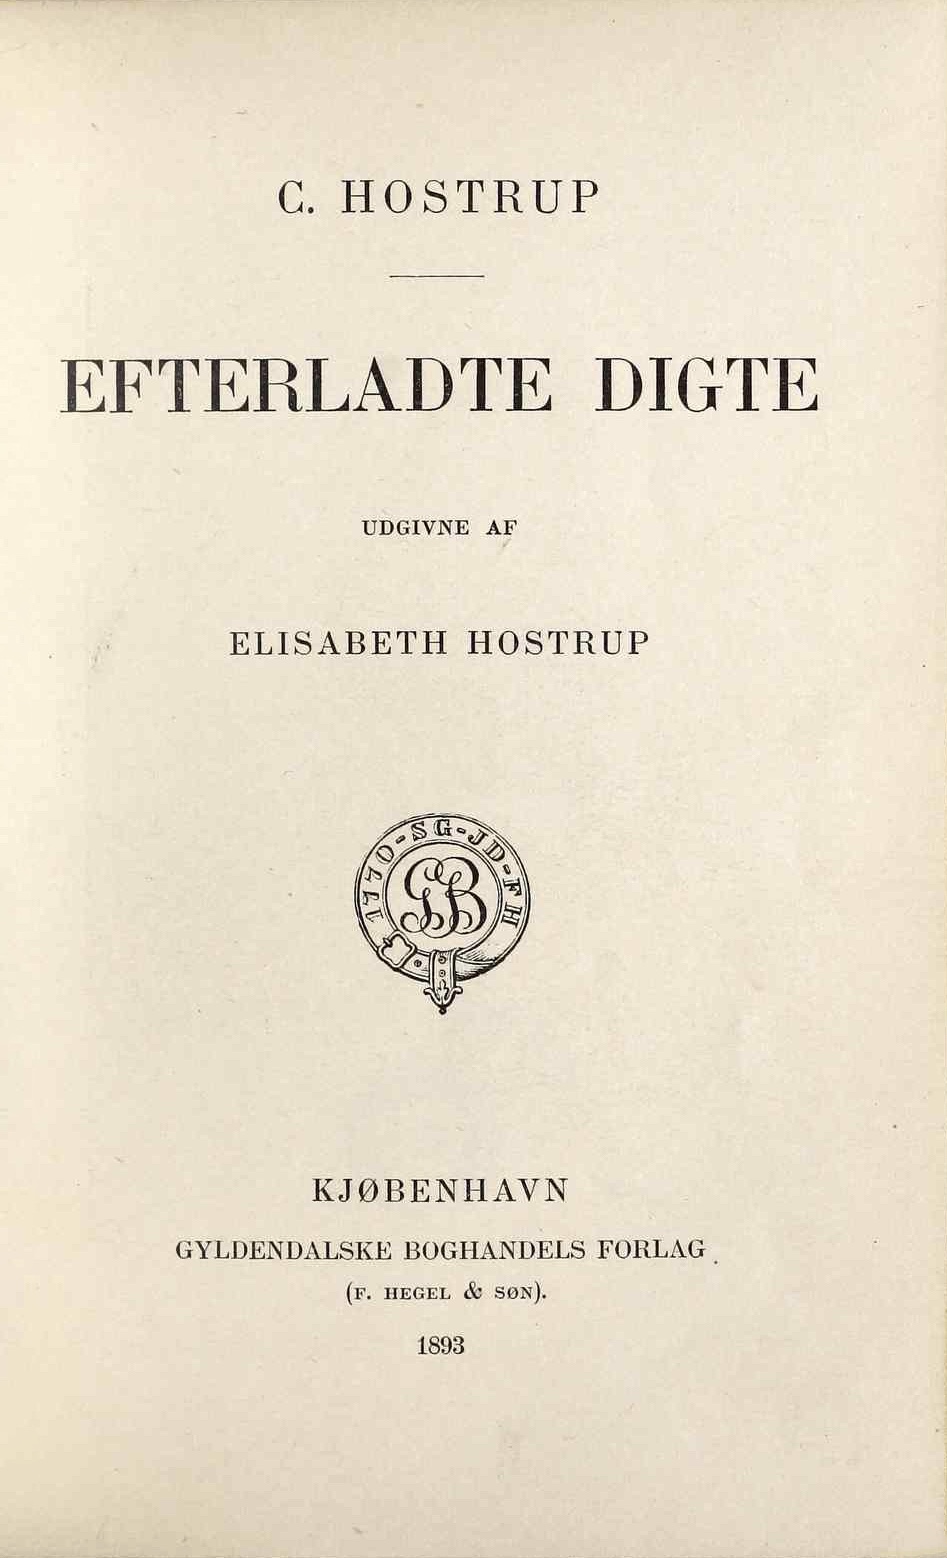 C. HOSTRUP
EFTERLADTE DIGTE
UDGIVNE AF
ELISABETH HOSTRUP
1770-SG-JD-FH
GB
KJØBENHAVN
GYLDENDALSKE BOGHANDELS FORLAG
(F. HEGEL & SØN).
1893